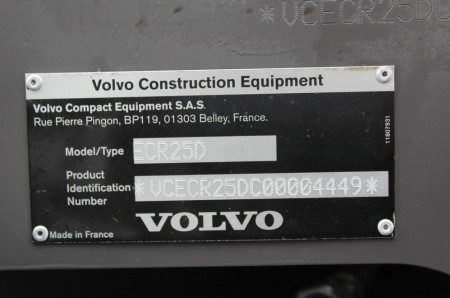 *VCECR25DC
Volvo Construction Equipment
Volvo Compact Equipment S.A.S.
Rue Pierre Pingon, BP119, 01303 Belley, France.
Model/Type ECR25D
Product
Identification *VCECR25DC00004449*
Number
VOLVO
Made in France
11807931